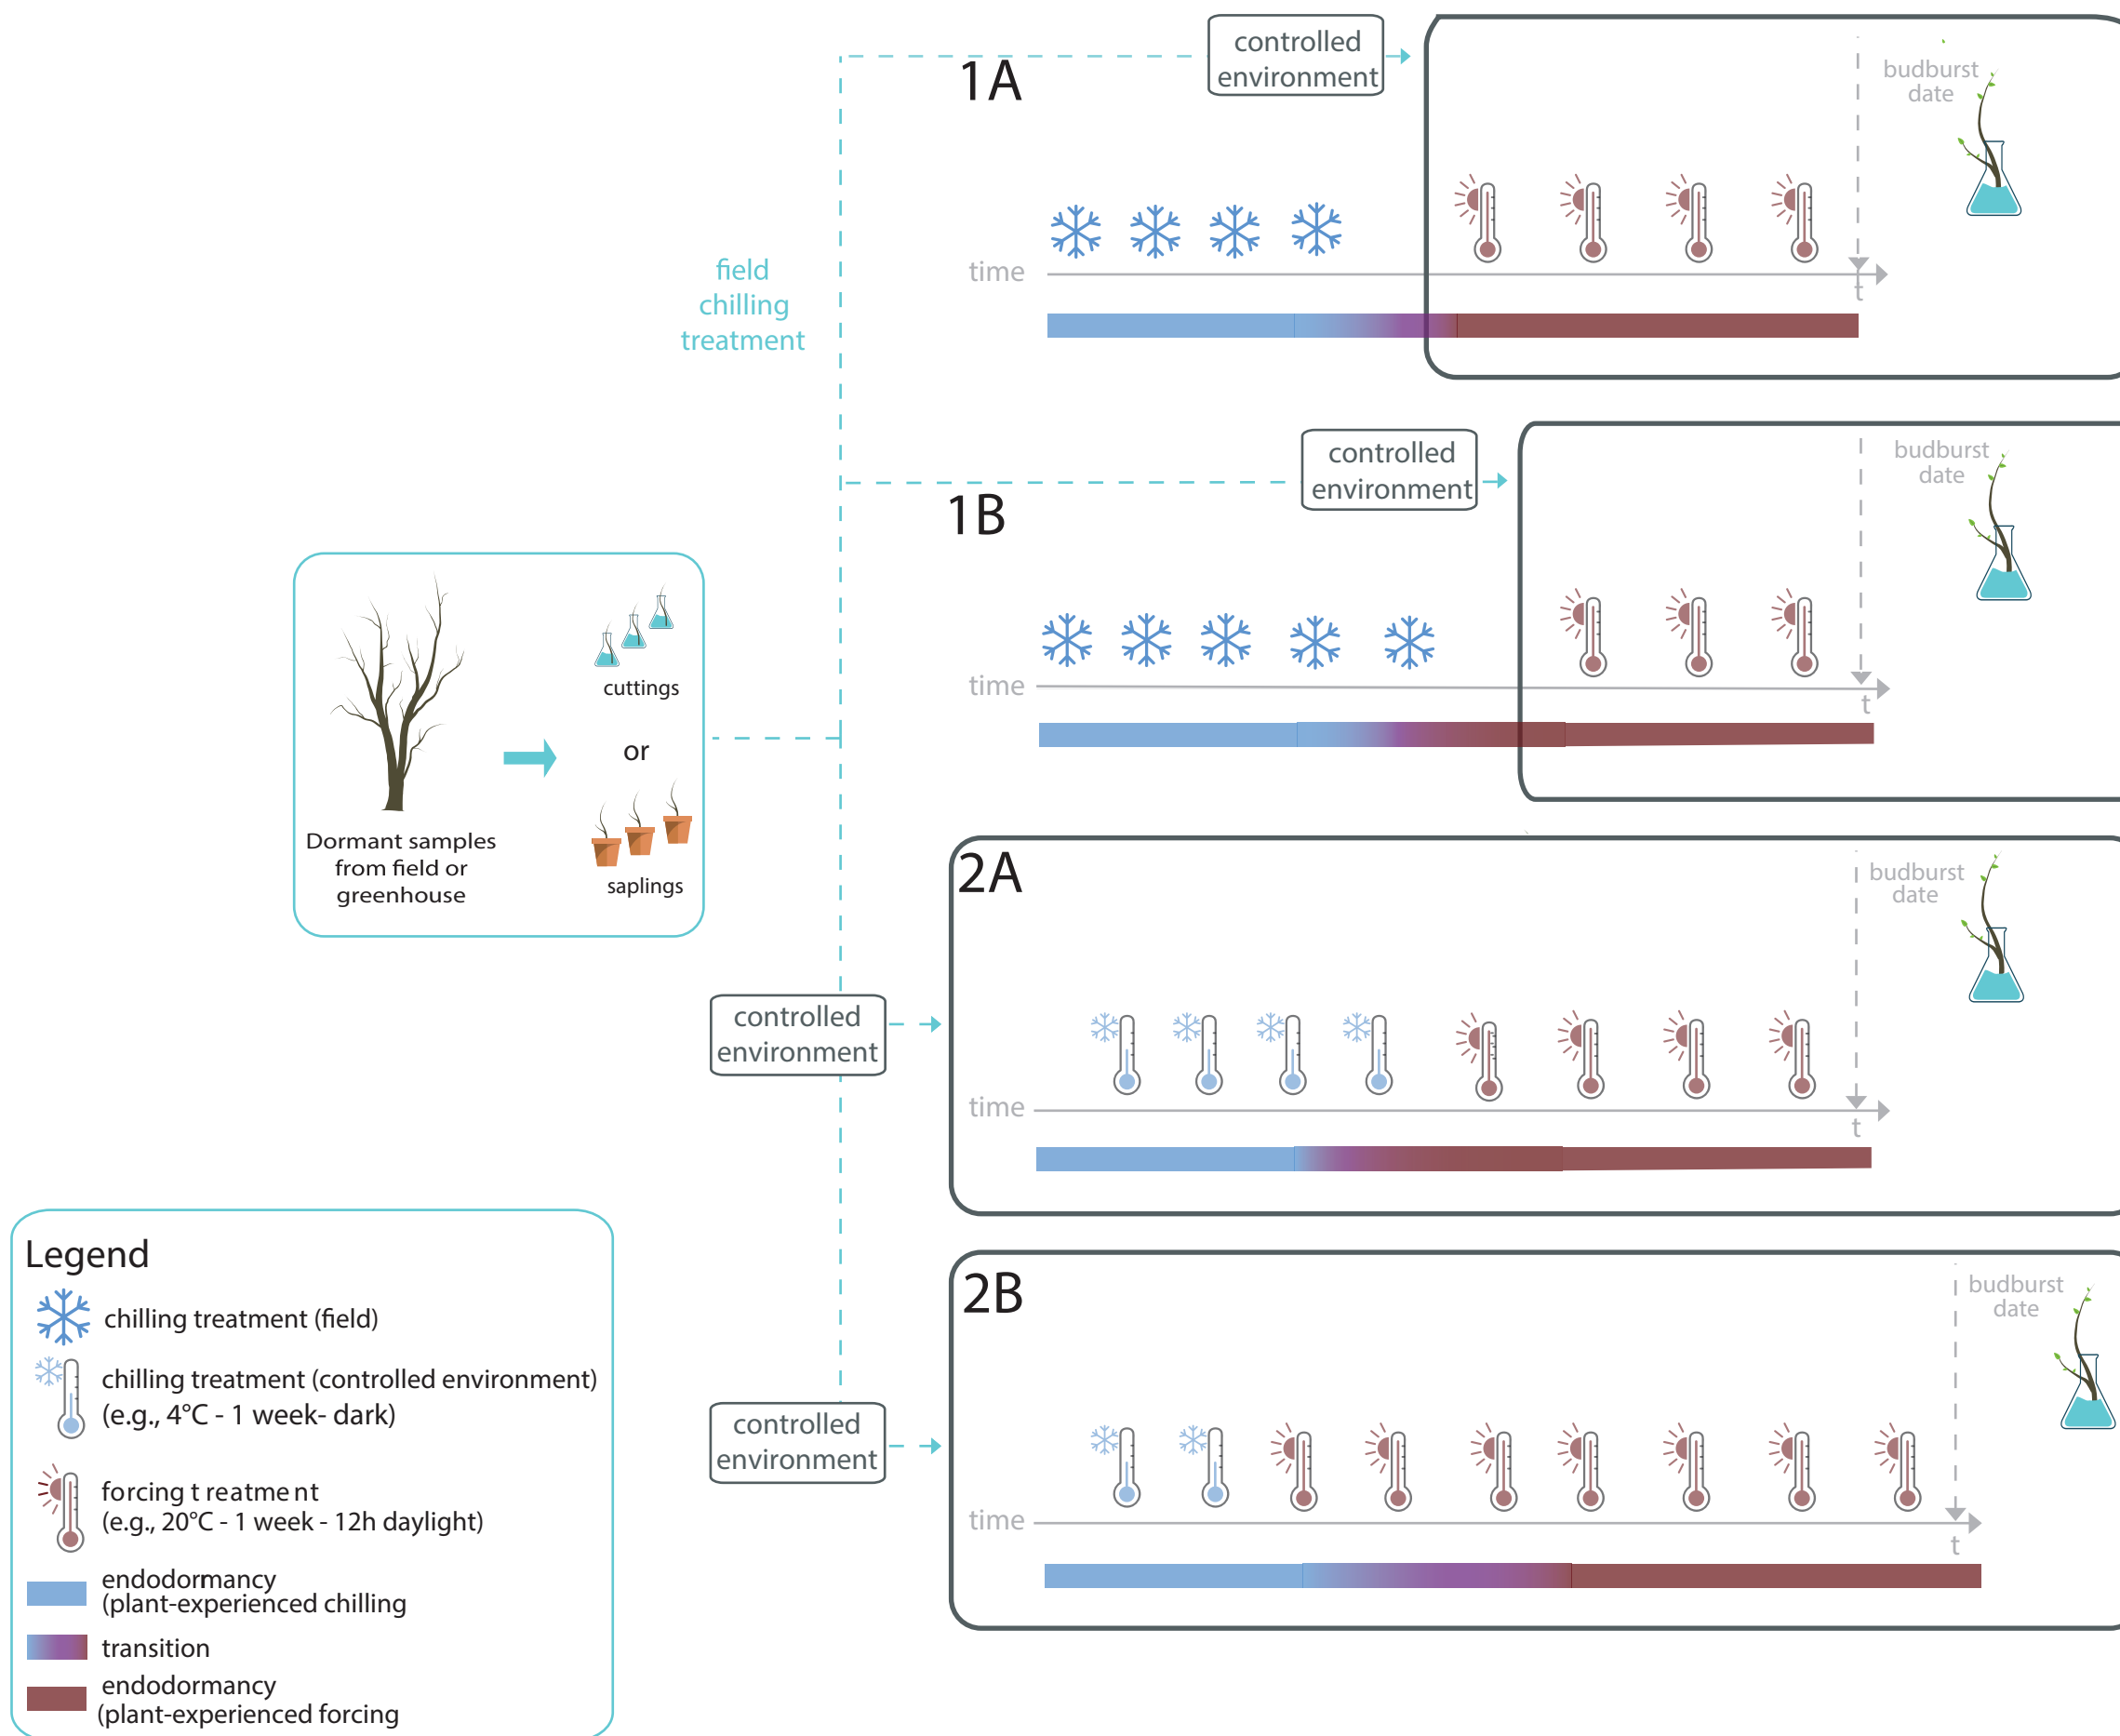 controlled
environment
1A
budburst
date
field
chilling
treatment
time
t
controlled
environment
1B
budburst
date
time
t
cuttings
or
saplings
Dormant samples
from field or
greenhouse
2A
budburst
date
controlled
environment
time
t
2B
budburst
date
controlled
environment
time
t
Legend
chilling treatment (field)
chilling treatment (controlled environment)
(e.g., 4°C - 1 week- dark)
forcing t reatme nt
(e.g., 20°C - 1 week - 12h daylight)
endodormancy
(plant-experienced chilling
transition
endodormancy
(plant-experienced forcing